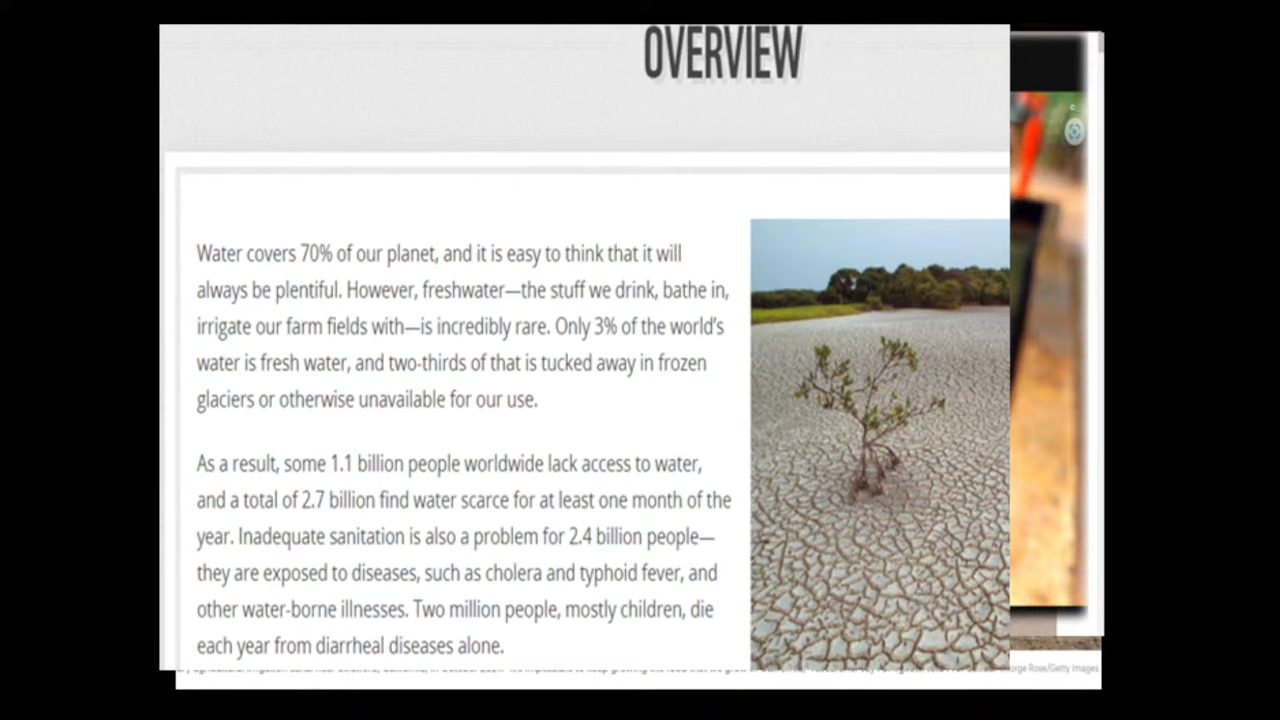 OVERVIEW
Water covers 70% of our planet, and it is easy to think that it will
always be plentiful. However, freshwater—the stuff we drink, bathe in,
irrigate our farm fields with—is incredibly rare. Only 3% of the world’s
water is fresh water, and two-thirds of that is tucked away in frozen
glaciers or otherwise unavailable for our use.
As a result, some 1.1 billion people worldwide lack access to water,
and a total of 2.7 billion find water scarce for at least one month of the
year. Inadequate sanitation is also a problem for 2.4 billion people—
they are exposed to diseases, such as cholera and typhoid fever, and
other water-borne illnesses. Two million people, mostly children, die
each year from diarrheal diseases alone.
Rose/Getty Images